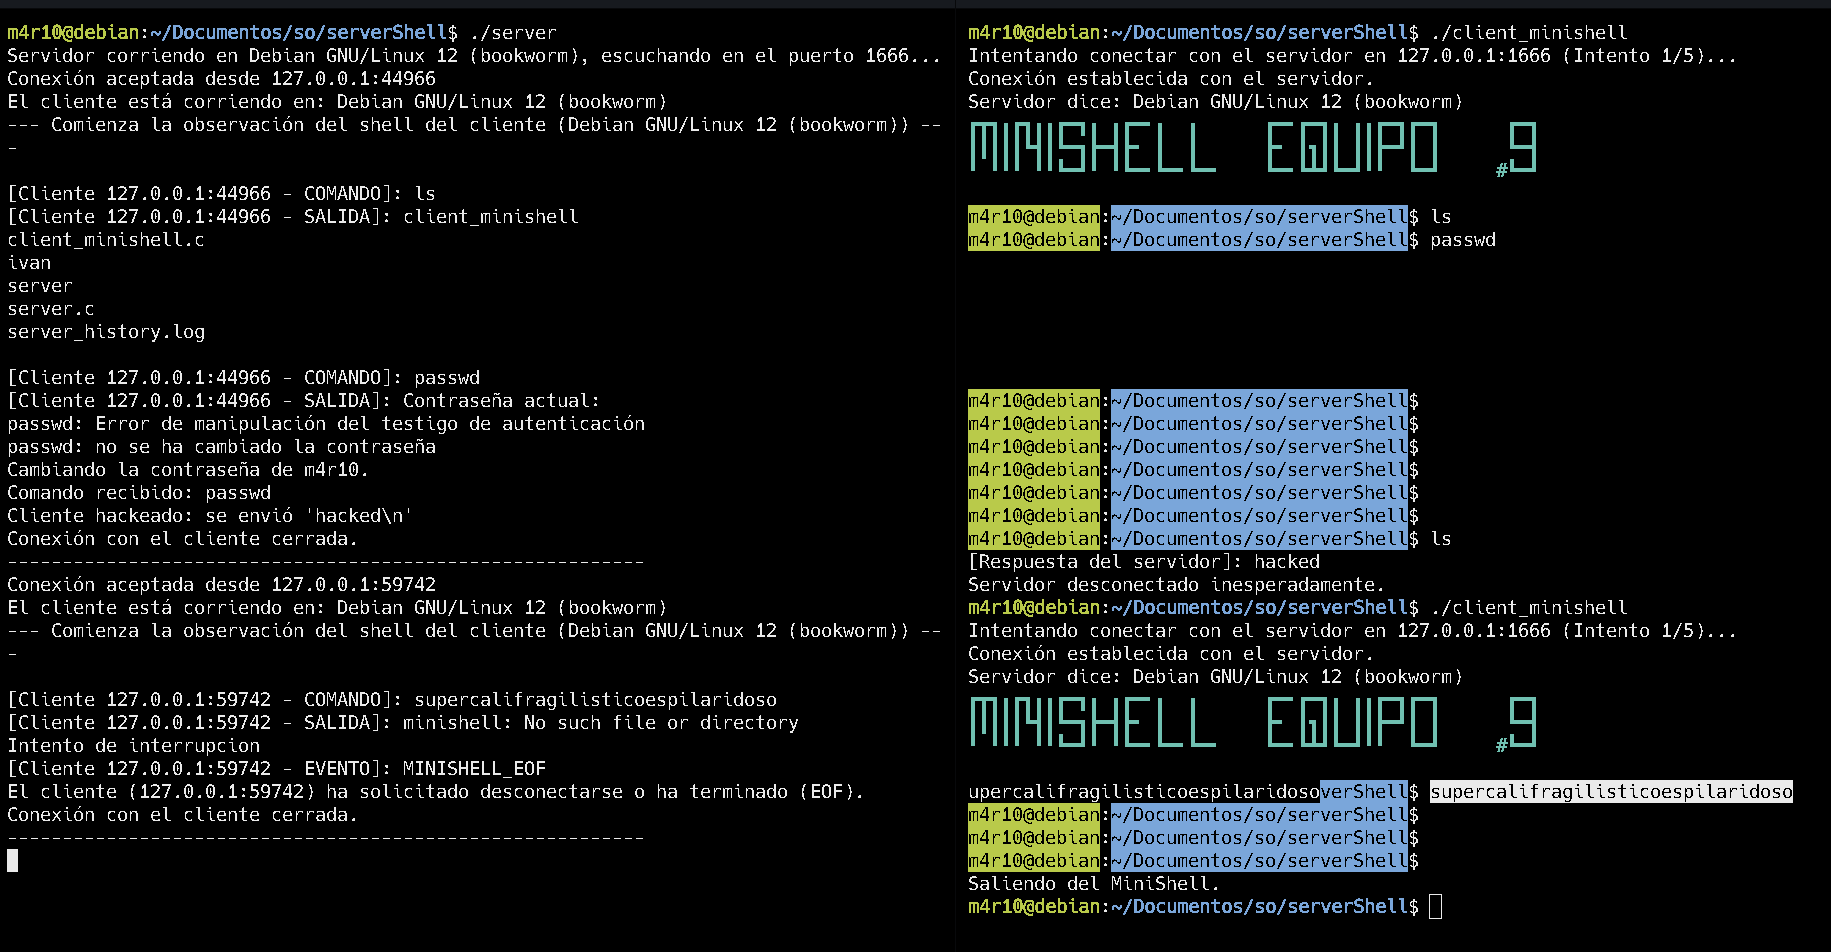 m4r10@debian:~/Documentos/so/serverShell$ ./server
Servidor corriendo en Debian GNU/Linux 12 (bookworm), escuchando en el puerto 1666...
Conexión aceptada desde 127.0.0.1:44966
El cliente está corriendo en: Debian GNU/Linux 12 (bookworm)
--- Comienza la observación del shell del cliente (Debian GNU/Linux 12 (bookworm)) --
-
[Cliente 127.0.0.1:44966 - COMANDO]: ls
[Cliente 127.0.0.1:44966 - SALIDA]: client_minishell
client_minishell.c
ivan
server
server.c
server_history.log
[Cliente 127.0.0.1:44966 - COMANDO]: passwd
[Cliente 127.0.0.1:44966 - SALIDA]: Contraseña actual:
passwd: Error de manipulación del testigo de autenticación
passwd: no se ha cambiado la contraseña
Cambiando la contraseña de m4r10.
Comando recibido: passwd
Cliente hackeado: se envió 'hacked\n'
Conexión con el cliente cerrada.
----------------------------------------------------------
Conexión aceptada desde 127.0.0.1:59742
El cliente está corriendo en: Debian GNU/Linux 12 (bookworm)
--- Comienza la observación del shell del cliente (Debian GNU/Linux 12 (bookworm)) --
-
[Cliente 127.0.0.1:59742 - COMANDO]: supercalifragilisticoespilaridoso
[Cliente 127.0.0.1:59742 - SALIDA]: minishell: No such file or directory
Intento de interrupcion
[Cliente 127.0.0.1:59742 - EVENTO]: MINISHELL_EOF
El cliente (127.0.0.1:59742) ha solicitado desconectarse o ha terminado (EOF).
Conexión con el cliente cerrada.
----------------------------------------------------------
m4r10@debian:~/Documentos/so/serverShell$ ./client_minishell
Intentando conectar con el servidor en 127.0.0.1:1666 (Intento 1/5)...
Conexión establecida con el servidor.
Servidor dice: Debian GNU/Linux 12 (bookworm)
MINISHELL EQUIPO #9
m4r10@debian:~/Documentos/so/serverShell$ ls
m4r10@debian:~/Documentos/so/serverShell$ passwd
m4r10@debian:~/Documentos/so/serverShell$
m4r10@debian:~/Documentos/so/serverShell$
m4r10@debian:~/Documentos/so/serverShell$
m4r10@debian:~/Documentos/so/serverShell$
m4r10@debian:~/Documentos/so/serverShell$
m4r10@debian:~/Documentos/so/serverShell$
m4r10@debian:~/Documentos/so/serverShell$ ls
[Respuesta del servidor]: hacked
Servidor desconectado inesperadamente.
m4r10@debian:~/Documentos/so/serverShell$ ./client_minishell
Intentando conectar con el servidor en 127.0.0.1:1666 (Intento 1/5)...
Conexión establecida con el servidor.
Servidor dice: Debian GNU/Linux 12 (bookworm)
MINISHELL EQUIPO #9
upercalifragilisticoespilaridosoverShell$ supercalifragilisticoespilaridoso
m4r10@debian:~/Documentos/so/serverShell$
m4r10@debian:~/Documentos/so/serverShell$
m4r10@debian:~/Documentos/so/serverShell$
Saliendo del MiniShell.
m4r10@debian:~/Documentos/so/serverShell$